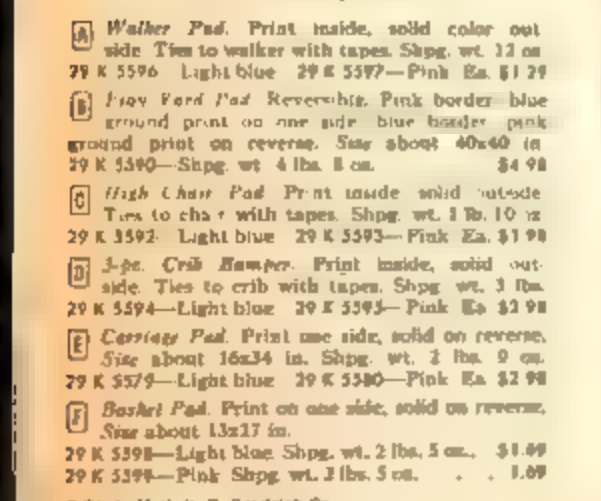 A Walker Pad. Print inside, solid color out
side Ties to walker with tapes. Shpg. wt. 12 oz
29 K 5596 Light blue 29 K 5597—Pink Ea. $1 29
B Play Yard Pad Reversible. Pink border blue
ground print on one side blue border pink
ground print on reverse. Size about 40x40 in
29 K 5590—Shpg. wt 4 lbs. 8 oz. $4 98
C High Chair Pad Print inside solid outside
Ties to chair with tapes. Shpg. wt. 1 lb. 10 oz
29 K 5592 Light blue 29 K 5593—Pink Ea. $1 98
D 3-pc. Crib Bumper. Print inside, solid out-
side. Ties to crib with tapes. Shpg wt. 3 lbs.
29 K 5594—Light blue 29 K 5595—Pink Ea $2 98
E Carriage Pad. Print one side, solid on reverse.
Size about 16x34 in. Shpg. wt. 2 lbs. 9 oz.
29 K 5579—Light blue 29 K 5580—Pink Ea $2 98
F Basket Pad. Print on one side, solid on reverse,
Size about 13x27 in.
29 K 5598—Light blue Shpg. wt. 2 lbs, 5 oz., $1.69
29 K 5599—Pink Shpg wt. 2 lbs. 5 oz. . . 1.69